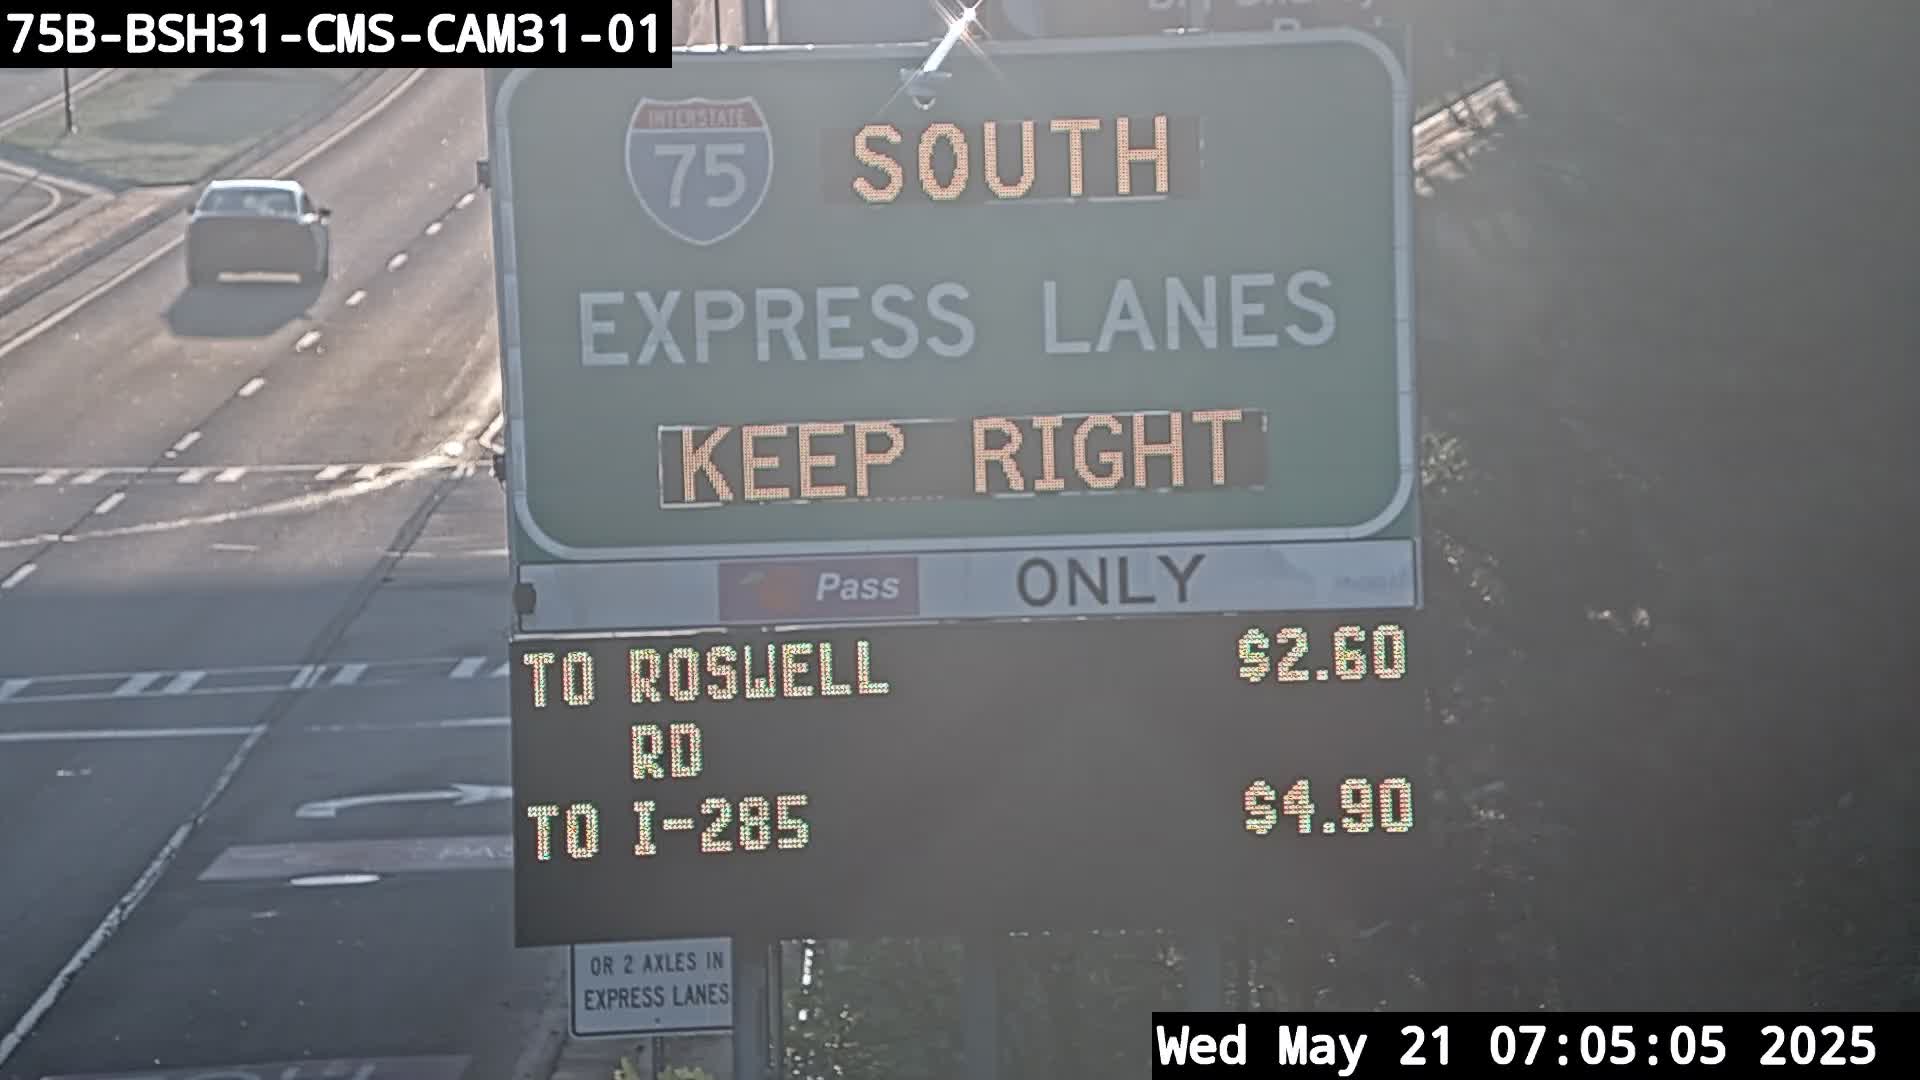 75B-BSH31-CMS-CAM31-01
INTERSTATE
75
SOUTH
EXPRESS LANES
KEEP RIGHT
Pass ONLY
TO ROSWELL $2.60
RD
TO I-285 $4.90
OR 2 AXLES IN
EXPRESS LANES
Wed May 21 07:05:05 2025